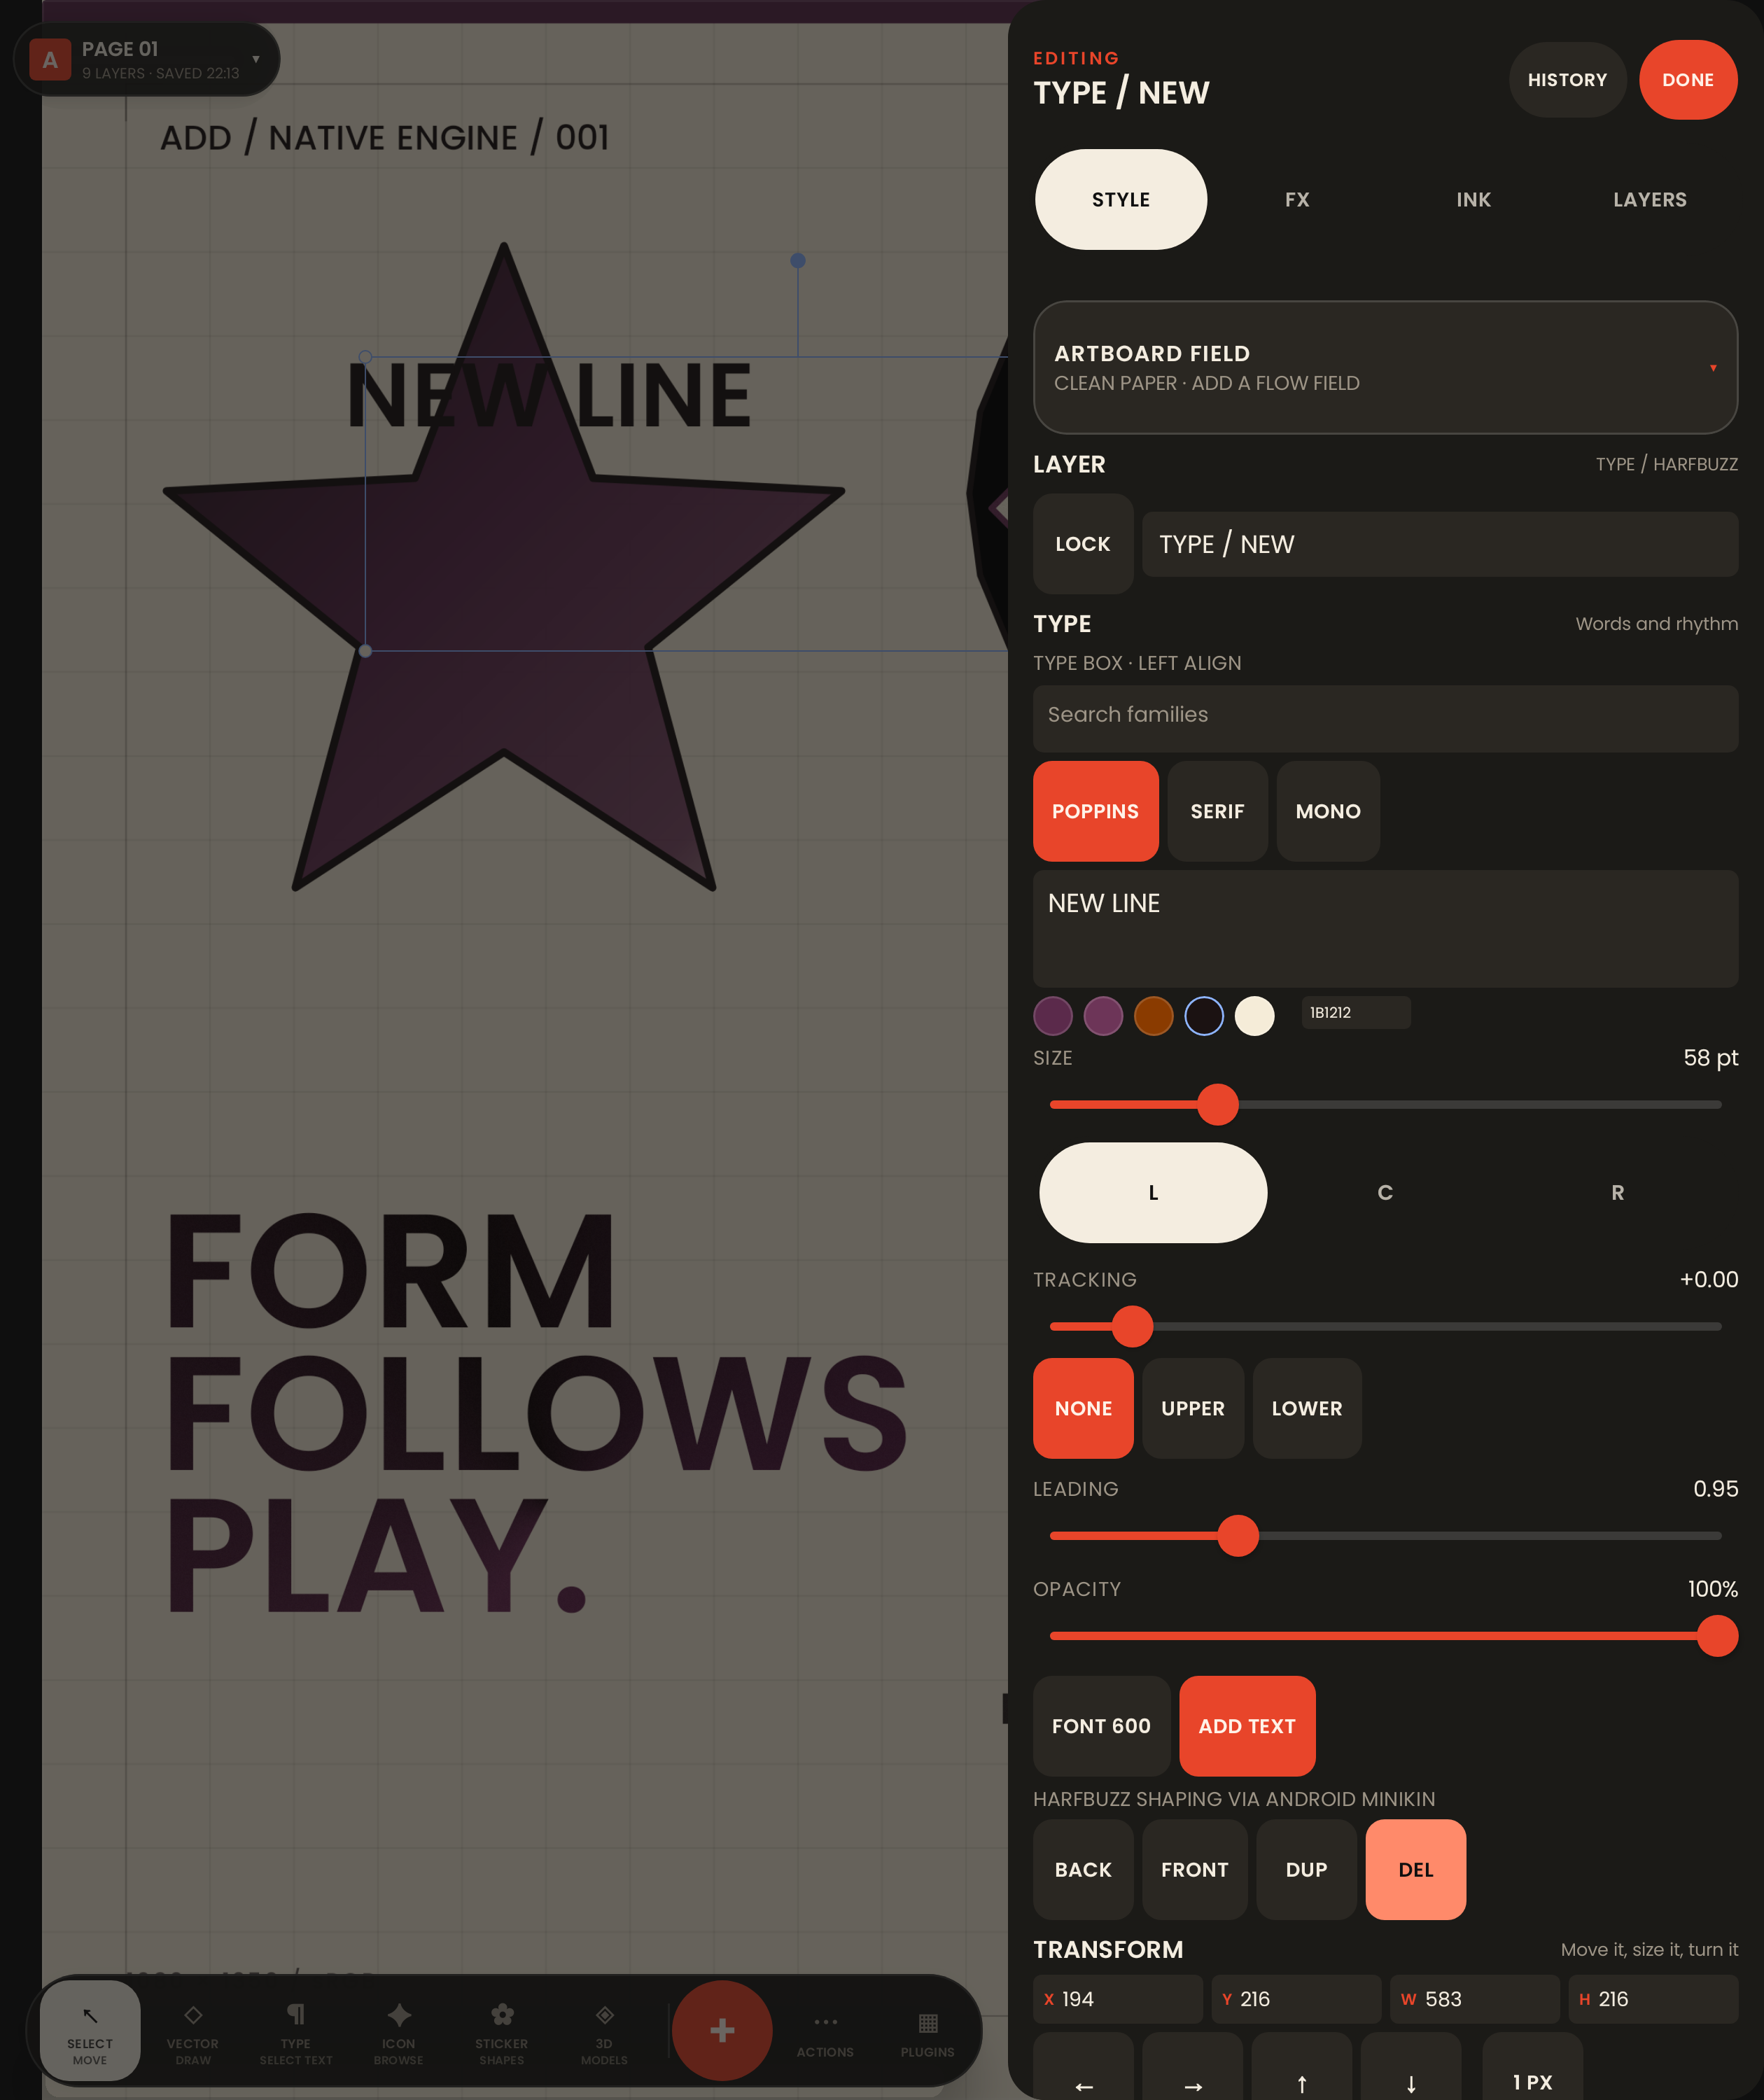 A
PAGE 01
9 LAYERS · SAVED 22:13
ADD / NATIVE ENGINE / 001
NEW LINE
FORM
FOLLOWS
PLAY.
SELECT
MOVE
VECTOR
DRAW
TYPE
SELECT TEXT
ICON
BROWSE
STICKER
SHAPES
3D
MODELS
ACTIONS
PLUGINS
EDITING
TYPE / NEW
HISTORY
DONE
STYLE FX INK LAYERS
ARTBOARD FIELD
CLEAN PAPER · ADD A FLOW FIELD
LAYER TYPE / HARFBUZZ
LOCK TYPE / NEW
TYPE Words and rhythm
TYPE BOX · LEFT ALIGN
Search families
POPPINS SERIF MONO
NEW LINE
1B1212
SIZE 58 pt
L C R
TRACKING +0.00
NONE UPPER LOWER
LEADING 0.95
OPACITY 100%
FONT 600 ADD TEXT
HARFBUZZ SHAPING VIA ANDROID MINIKIN
BACK FRONT DUP DEL
TRANSFORM Move it, size it, turn it
X 194 Y 216 W 583 H 216
← → ↑ ↓ 1 PX